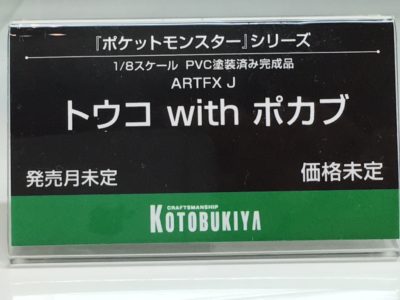 『ポケットモンスター』シリーズ
1/8スケール PVC塗装済み完成品
ARTFX J
トウコ with ポカブ
発売月未定
価格未定
CRAFTSMANSHIP
KOTOBUKIYA